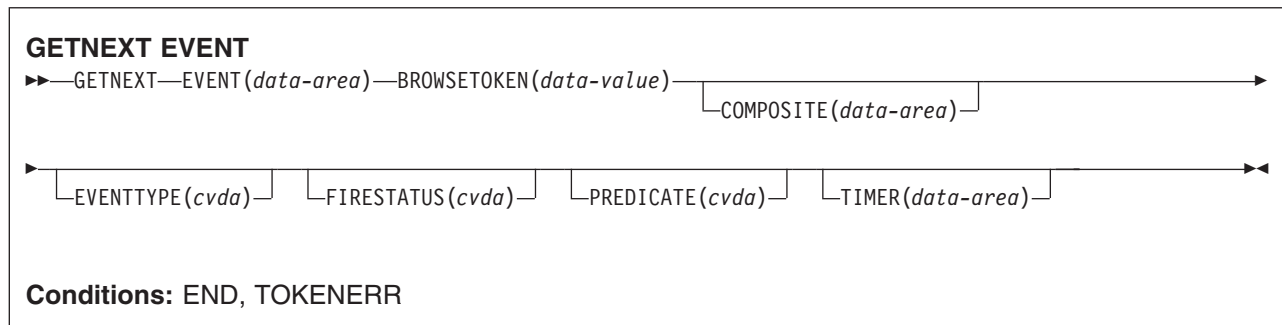 GETNEXT EVENT
GETNEXT EVENT(data-area) BROWSETOKEN(data-value)
COMPOSITE(data-area)
EVENTTYPE(cvda) FIRESTATUS(cvda) PREDICATE(cvda) TIMER(data-area)
Conditions: END, TOKENERR